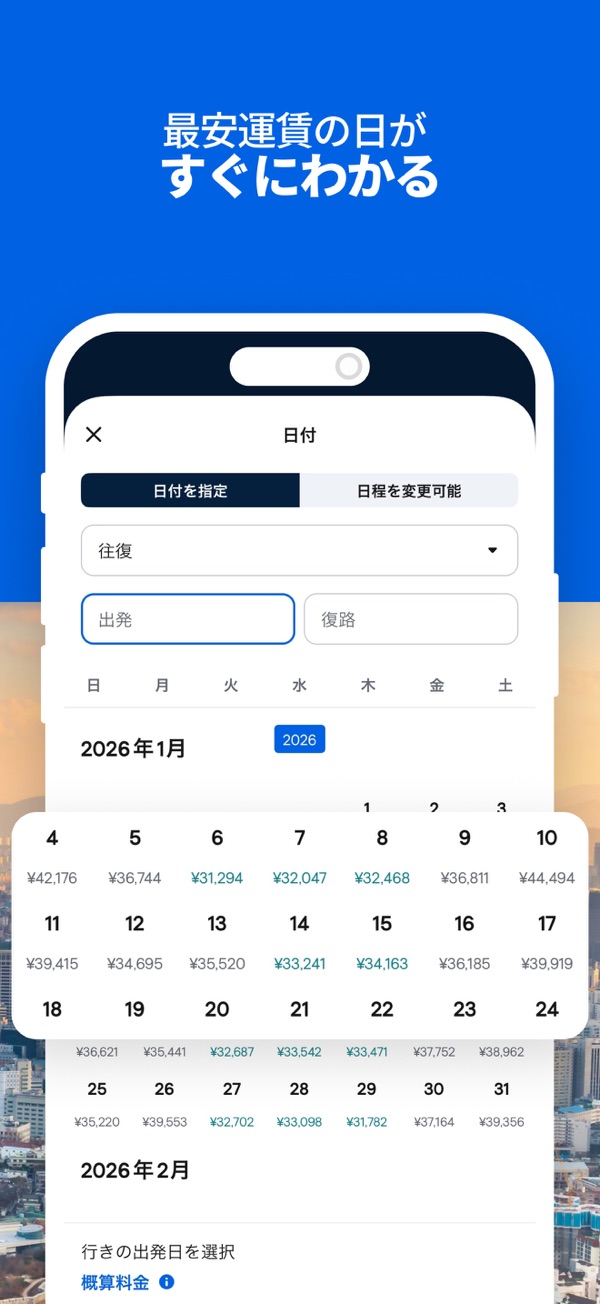 最安運賃の日が
すぐにわかる
日付
日付を指定 日程を変更可能
往復
出発 復路
日 月 火 水 木 金 土
2026年1月 2026
1 2 3
4 5 6 7 8 9 10
¥42,176 ¥36,744 ¥31,294 ¥32,047 ¥32,468 ¥36,811 ¥44,494
11 12 13 14 15 16 17
¥39,415 ¥34,695 ¥35,520 ¥33,241 ¥34,163 ¥36,185 ¥39,919
18 19 20 21 22 23 24
¥36,621 ¥35,441 ¥32,687 ¥33,542 ¥33,471 ¥37,752 ¥38,962
25 26 27 28 29 30 31
¥35,220 ¥39,553 ¥32,702 ¥33,098 ¥31,782 ¥37,164 ¥39,356
2026年2月
行きの出発日を選択
概算料金